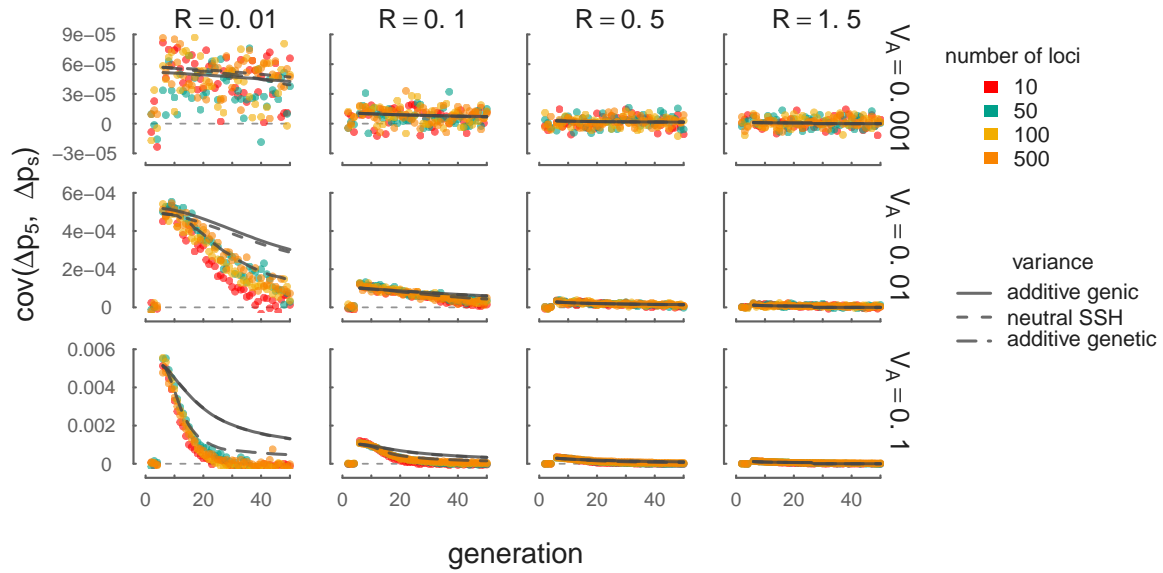 R = 0.01 R = 0.1 R = 0.5 R = 1.5
9e−05
6e−05
3e−05
0
−3e−05
V_A = 0.001
6e−04
4e−04
2e−04
0
V_A = 0.01
0.006
0.004
0.002
0
V_A = 0.1
0 20 40 0 20 40 0 20 40 0 20 40
generation
cov(Δp₅, Δpₛ)
number of loci
10
50
100
500
variance
additive genic
neutral SSH
additive genetic